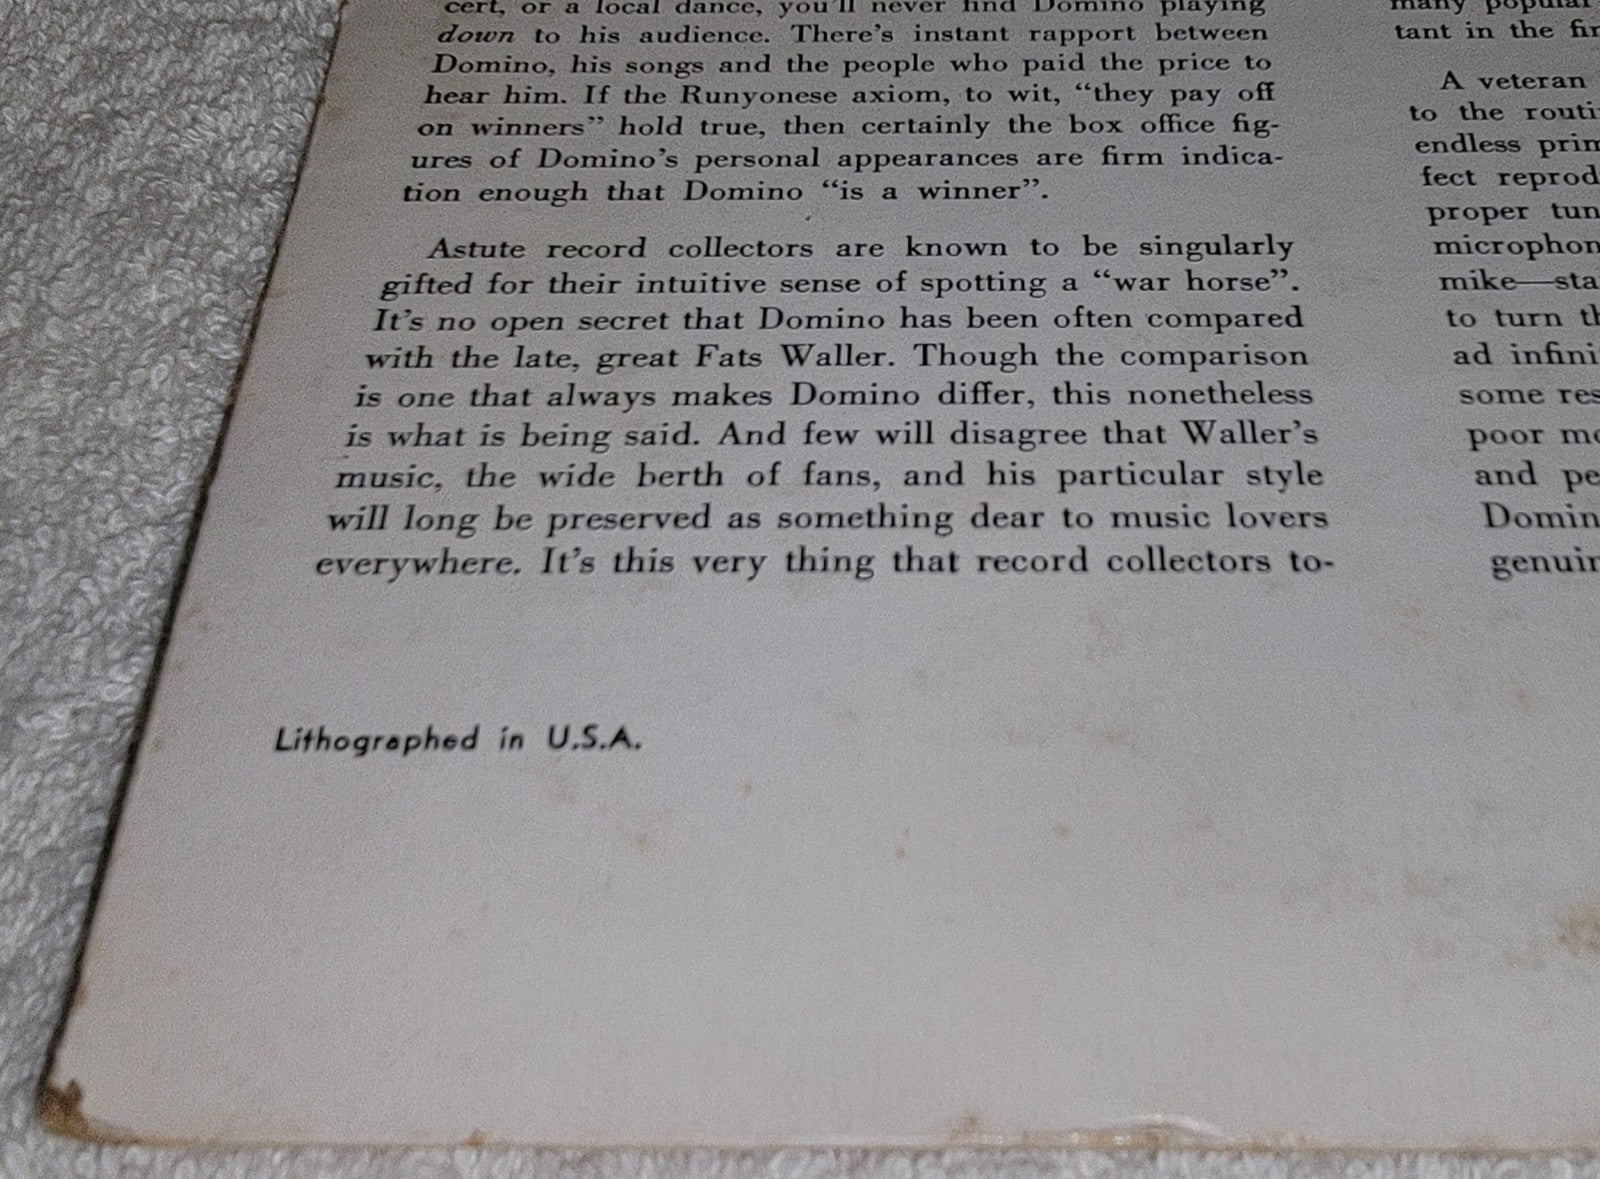 cert, or a local dance, you'll never find Domino playing
down to his audience. There's instant rapport between
Domino, his songs and the people who paid the price to
hear him. If the Runyonese axiom, to wit, “they pay off
on winners” hold true, then certainly the box office fig-
ures of Domino's personal appearances are firm indica-
tion enough that Domino “is a winner”.
Astute record collectors are known to be singularly
gifted for their intuitive sense of spotting a “war horse”.
It's no open secret that Domino has been often compared
with the late, great Fats Waller. Though the comparison
is one that always makes Domino differ, this nonetheless
is what is being said. And few will disagree that Waller's
music, the wide berth of fans, and his particular style
will long be preserved as something dear to music lovers
everywhere. It's this very thing that record collectors to-
Lithographed in U.S.A.
many popular
tant in the
A veteran
to the
endless
fect
proper
mike—
to turn
ad
some
poor
and